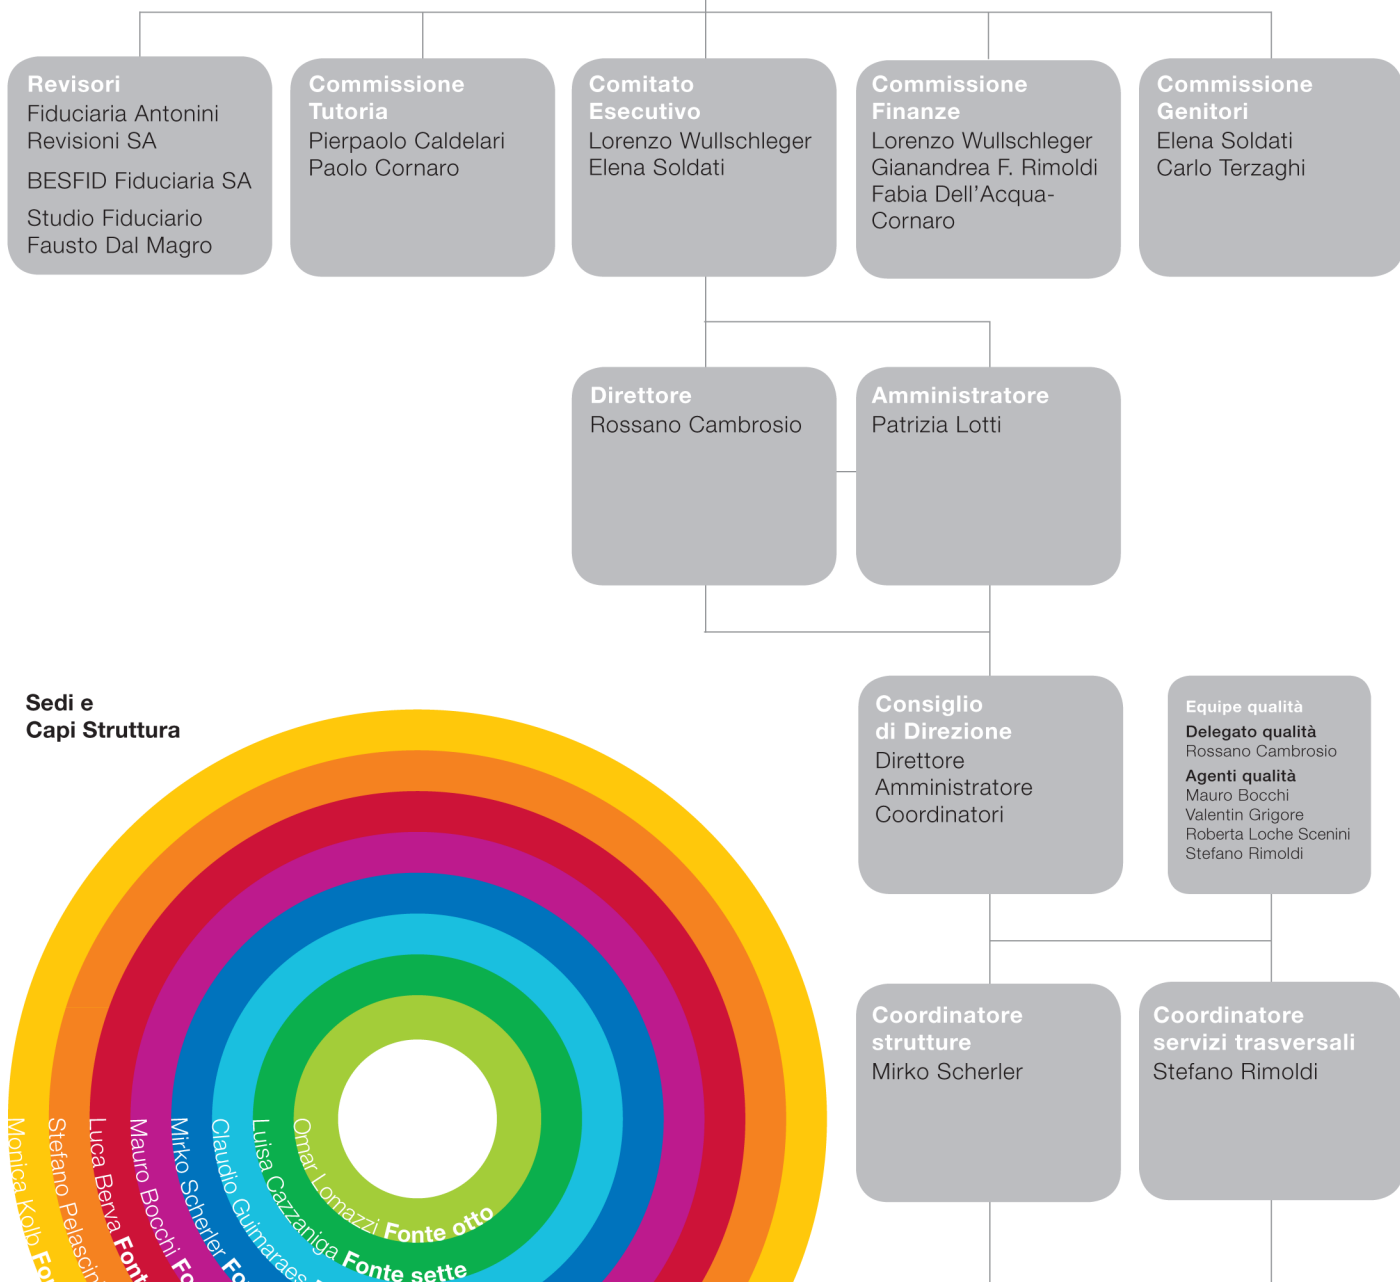 Revisori
Fiduciaria Antonini
Revisioni SA
BESFID Fiduciaria SA
Studio Fiduciario
Fausto Dal Magro
Commissione
Tutoria
Pierpaolo Caldelari
Paolo Cornaro
Comitato
Esecutivo
Lorenzo Wullschleger
Elena Soldati
Commissione
Finanze
Lorenzo Wullschleger
Gianandrea F. Rimoldi
Fabia Dell'Acqua-
Cornaro
Commissione
Genitori
Elena Soldati
Carlo Terzaghi
Direttore
Rossano Cambrosio
Amministratore
Patrizia Lotti
Sedi e
Capi Struttura
Consiglio
di Direzione
Direttore
Amministratore
Coordinatori
Equipe qualità
Delegato qualità
Rossano Cambrosio
Agenti qualità
Mauro Bocchi
Valentin Grigore
Roberta Loche Scenini
Stefano Rimoldi
Coordinatore
strutture
Mirko Scherler
Coordinatore
servizi trasversali
Stefano Rimoldi
Monica Kolb
Stefano Pelascini
Luca Berva
Mauro Bocchi
Mirko Scherler
Claudio Guimaraes
Luisa Cazzaniga Fonte sette
Omar Lomazzi Fonte otto